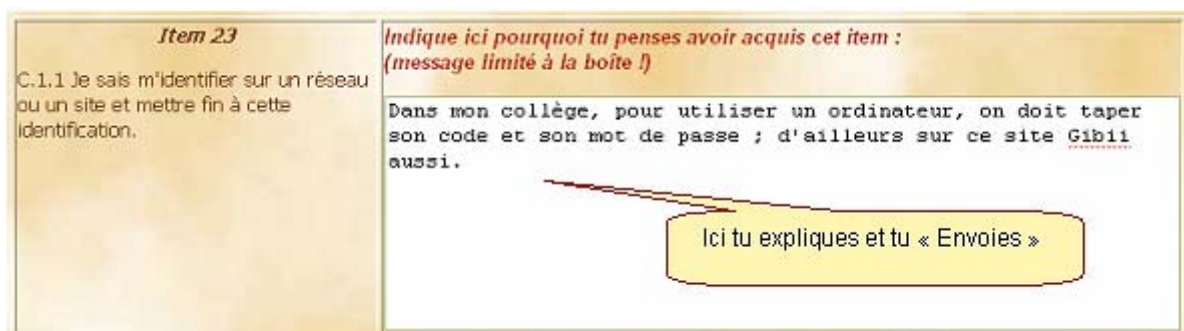 Item 23
C.1.1 Je sais m'identifier sur un réseau
ou un site et mettre fin à cette
identification.
Indique ici pourquoi tu penses avoir acquis cet item :
(message limité à la boîte !)
Dans mon collège, pour utiliser un ordinateur, on doit taper
son code et son mot de passe ; d'ailleurs sur ce site Gibii
aussi.
Ici tu expliques et tu « Envoies »